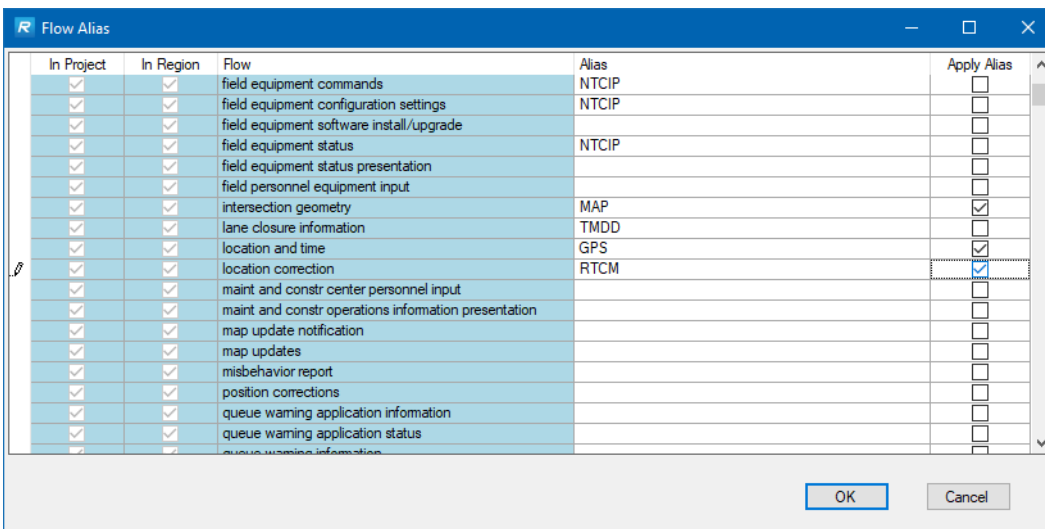 R Flow Alias
In Project In Region Flow Alias Apply Alias
field equipment commands NTCIP
field equipment configuration settings NTCIP
field equipment software install/upgrade
field equipment status NTCIP
field equipment status presentation
field personnel equipment input
intersection geometry MAP
lane closure information TMDD
location and time GPS
location correction RTCM
maint and constr center personnel input
maint and constr operations information presentation
map update notification
map updates
misbehavior report
position corrections
queue warning application information
queue warning application status
queue warning information
OK Cancel